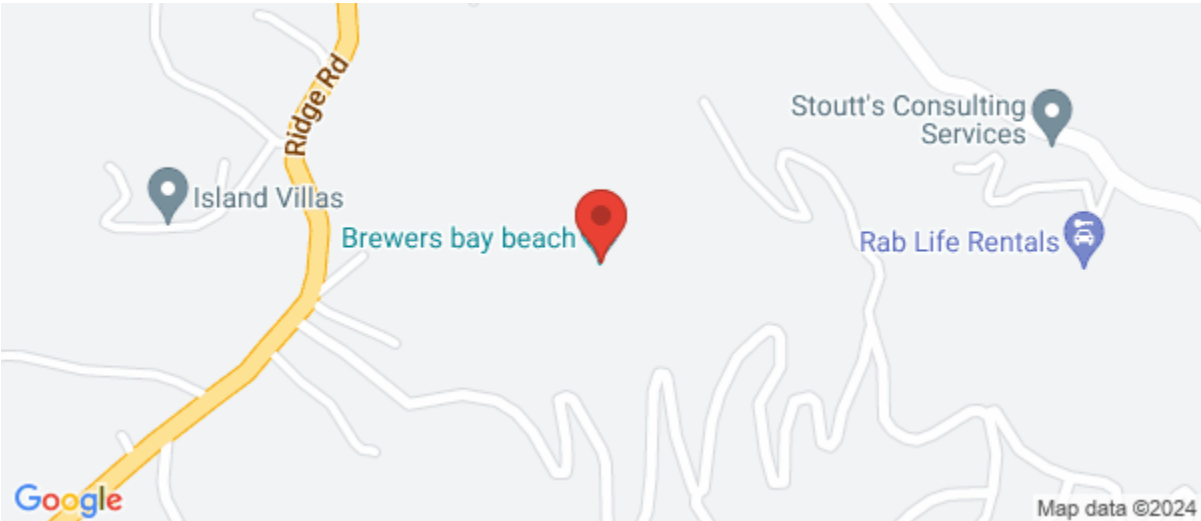 Ridge Rd
Stoutt's Consulting
Services
Island Villas
Brewers bay beach
Rab Life Rentals
Google
Map data ©2024